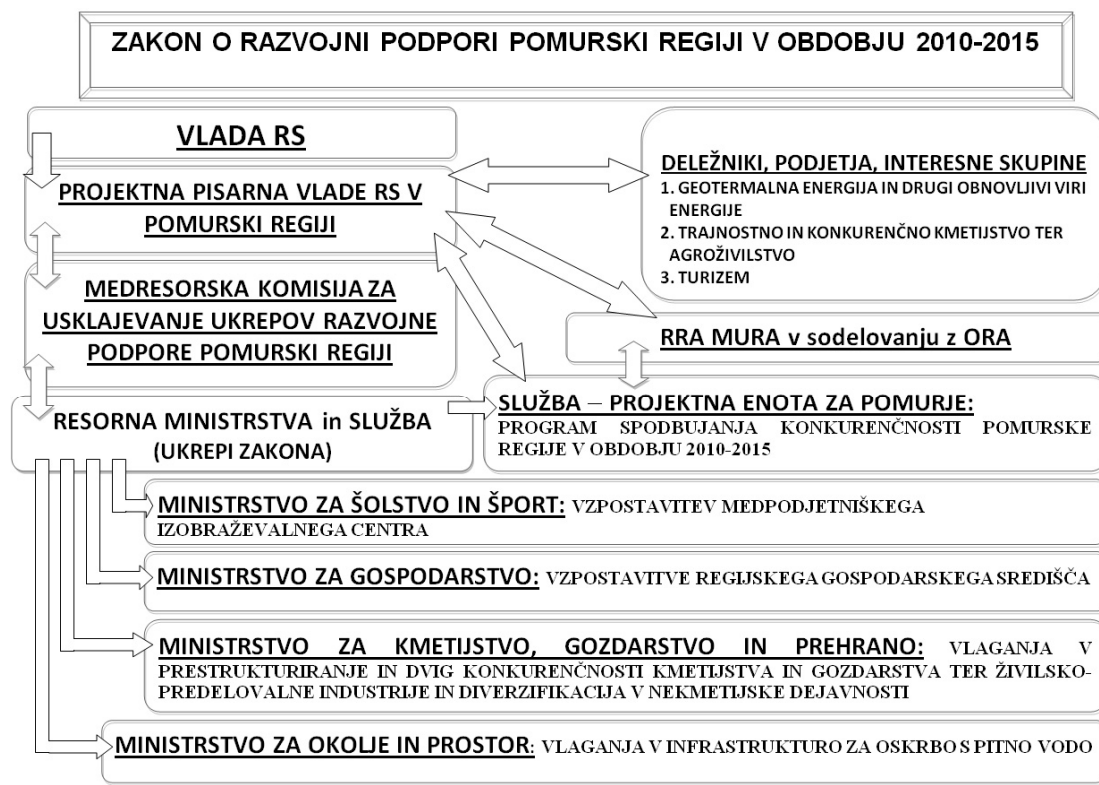 ZAKON O RAZVOJNI PODPORI POMURSKI REGIJI V OBDOBJU 2010-2015
VLADA RS
PROJEKTNA PISARNA VLADE RS V
POMURSKI REGIJI
MEDRESORSKA KOMISIJA ZA
USKLAJEVANJE UKREPOV RAZVOJNE
PODPORE POMURSKI REGIJI
RESORNA MINISTRSTVA in SLUŽBA
(UKREPI ZAKONA)
DELEŽNIKI, PODJETJA, INTERESNE SKUPINE
1. GEOTERMALNA ENERGIJA IN DRUGI OBNOVLJIVI VIRI
ENERGIJE
2. TRAJNOSTNO IN KONKURENČNO KMETIJSTVO TER
AGROŽIVILSTVO
3. TURIZEM
RRA MURA v sodelovanju z ORA
SLUŽBA – PROJEKTNA ENOTA ZA POMURJE:
PROGRAM SPODBUJANJA KONKURENČNOSTI POMURSKE
REGIJE V OBDOBJU 2010-2015
MINISTRSTVO ZA ŠOLSTVO IN ŠPORT: VZPOSTAVITEV MEDPODJETNIŠKEGA
IZOBRAŽEVALNEGA CENTRA
MINISTRSTVO ZA GOSPODARSTVO: VZPOSTAVITVE REGIJSKEGA GOSPODARSKEGA SREDIŠČA
MINISTRSTVO ZA KMETIJSTVO, GOZDARSTVO IN PREHRANO: VLAGANJA V
PRESTRUKTURIRANJE IN DVIG KONKURENČNOSTI KMETIJSTVA IN GOZDARSTVA TER ŽIVILSKO-
PREDELOVALNE INDUSTRIJE IN DIVERZIFIKACIJA V NEKMETIJSKE DEJAVNOSTI
MINISTRSTVO ZA OKOLJE IN PROSTOR: VLAGANJA V INFRASTRUKTURO ZA OSKRBO S PITNO VODO